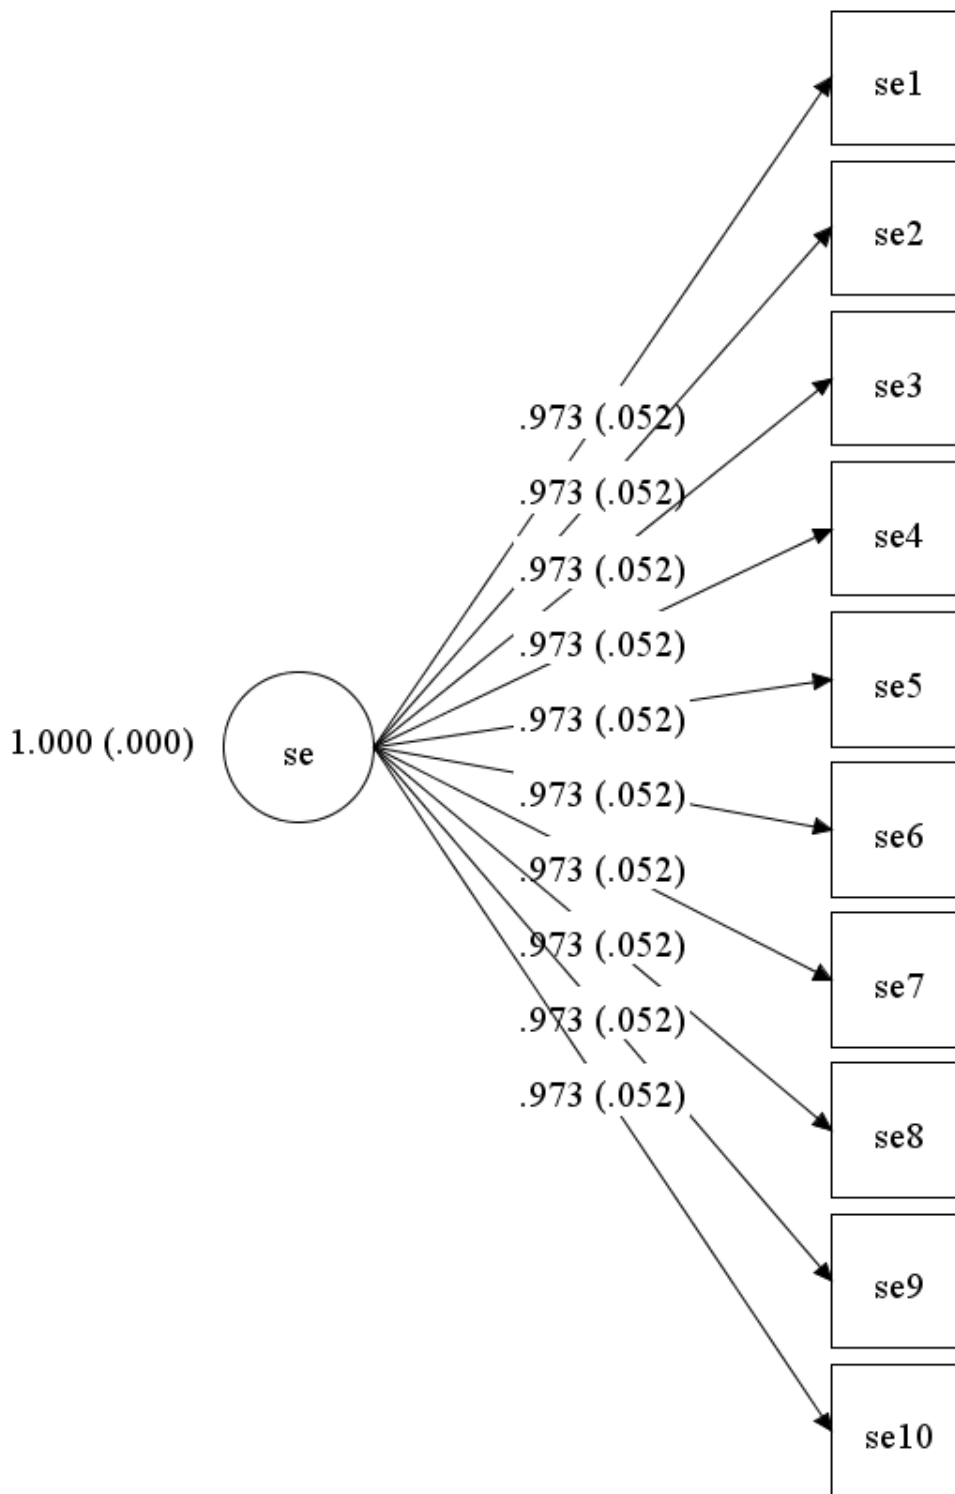 se1
se2
se3
.973 (.052)
.973 (.052)
se4
.973 (.052)
.973 (.052)
se5
.973 (.052)
1.000 (.000)
se
.973 (.052)
se6
.973 (.052)
.973 (.052)
se7
.973 (.052)
.973 (.052)
se8
se9
se10